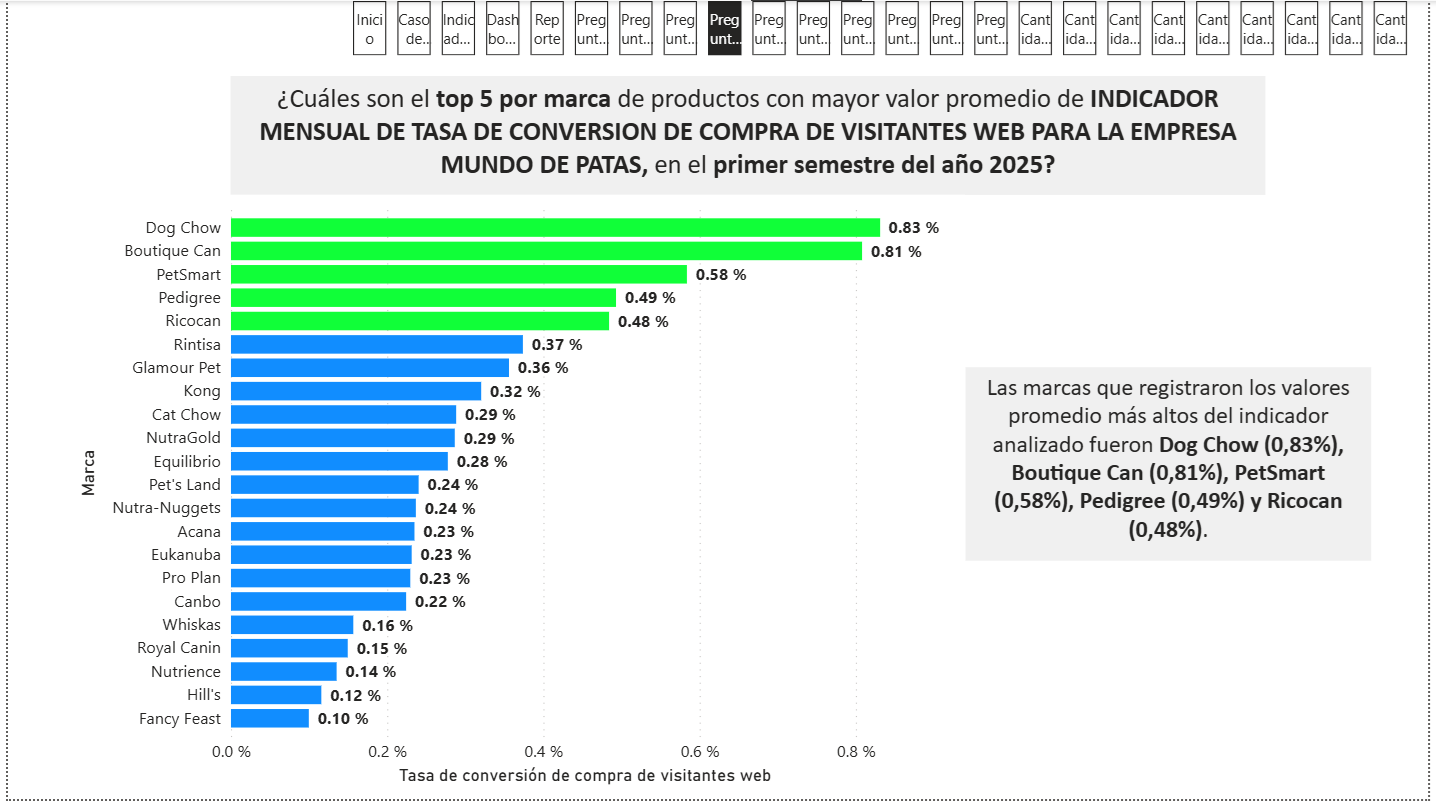 Inici
o
Caso
de...
Indic
ad...
Dash
bo...
Rep
orte
Preg
unt...
Preg
unt...
Preg
unt...
Preg
unt...
Preg
unt...
Preg
unt...
Preg
unt...
Preg
unt...
Preg
unt...
Preg
unt...
Cant
ida...
Cant
ida...
Cant
ida...
Cant
ida...
Cant
ida...
Cant
ida...
Cant
ida...
Cant
ida...
Cant
ida...
¿Cuáles son el top 5 por marca de productos con mayor valor promedio de INDICADOR
MENSUAL DE TASA DE CONVERSION DE COMPRA DE VISITANTES WEB PARA LA EMPRESA
MUNDO DE PATAS, en el primer semestre del año 2025?
Marca
Dog Chow 0.83 %
Boutique Can 0.81 %
PetSmart 0.58 %
Pedigree 0.49 %
Ricocan 0.48 %
Rintisa 0.37 %
Glamour Pet 0.36 %
Kong 0.32 %
Cat Chow 0.29 %
NutraGold 0.29 %
Equilibrio 0.28 %
Pet's Land 0.24 %
Nutra-Nuggets 0.24 %
Acana 0.23 %
Eukanuba 0.23 %
Pro Plan 0.23 %
Canbo 0.22 %
Whiskas 0.16 %
Royal Canin 0.15 %
Nutrience 0.14 %
Hill's 0.12 %
Fancy Feast 0.10 %
0.0 % 0.2 % 0.4 % 0.6 % 0.8 %
Tasa de conversión de compra de visitantes web
Las marcas que registraron los valores
promedio más altos del indicador
analizado fueron Dog Chow (0,83%),
Boutique Can (0,81%), PetSmart
(0,58%), Pedigree (0,49%) y Ricocan
(0,48%).